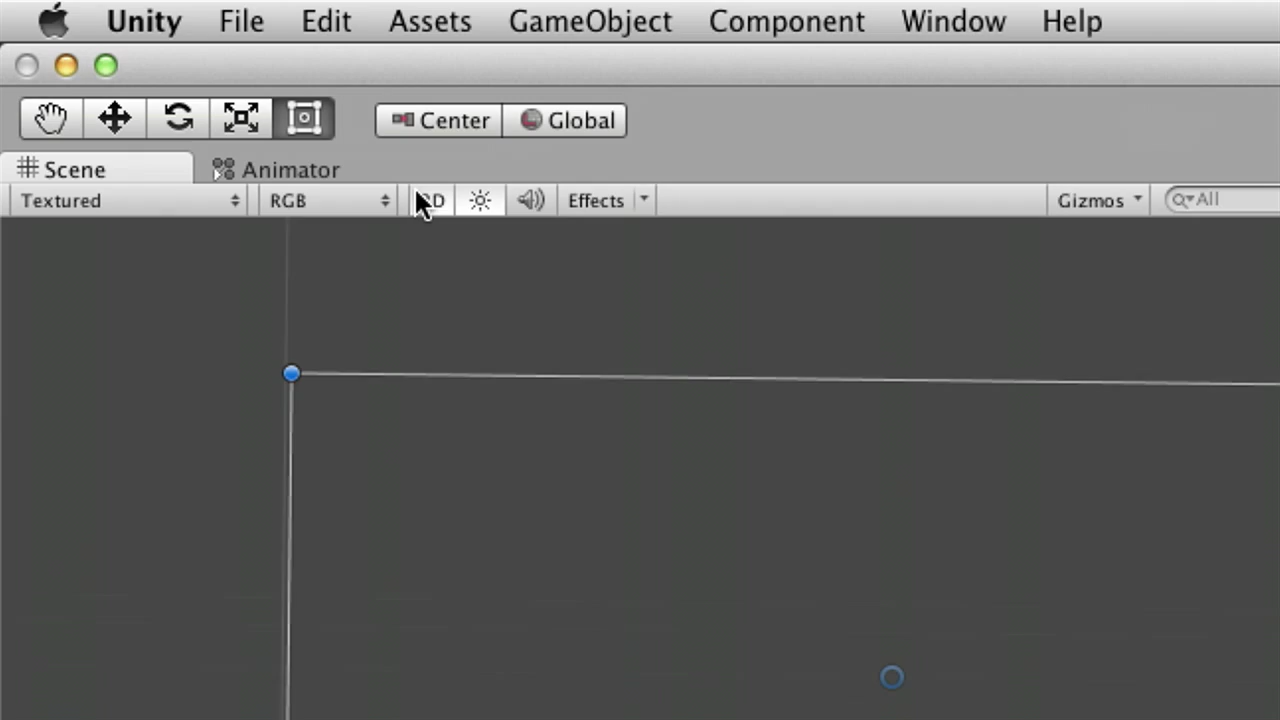 Unity File Edit Assets GameObject Component Window Help
Center Global
Scene Animator
Textured RGB Effects Gizmos All